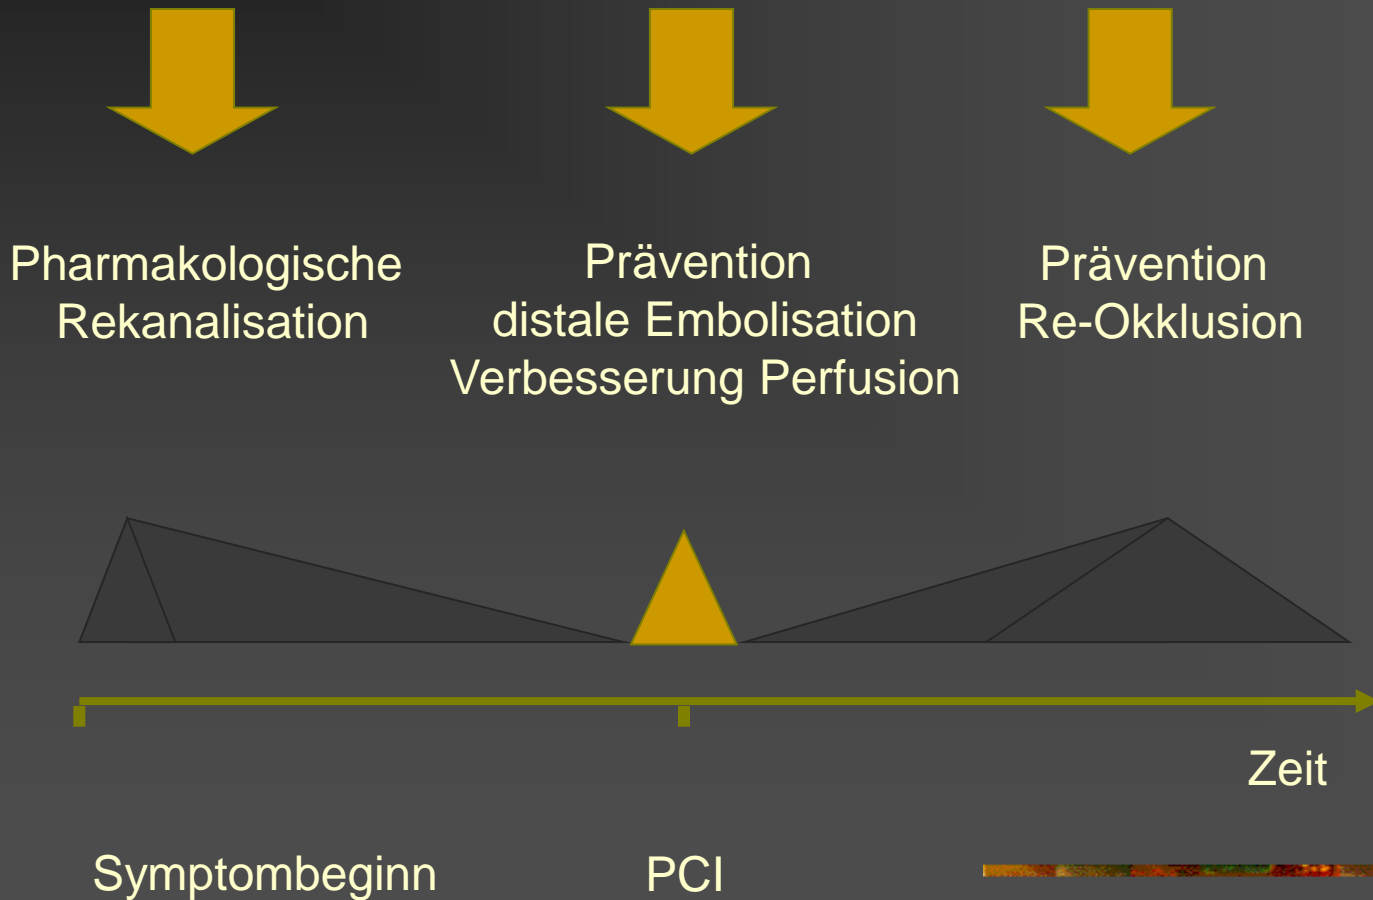 Pharmakologische
Rekanalisation
Prävention
distale Embolisation
Verbesserung Perfusion
Prävention
Re-Okklusion
Zeit
Symptombeginn
PCI